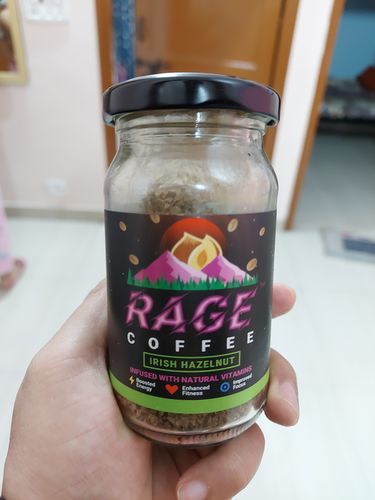 RAGE
COFFEE
IRISH HAZELNUT
INFUSED WITH NATURAL VITAMINS
Boosted Energy
Enhanced Fitness
Improved Focus